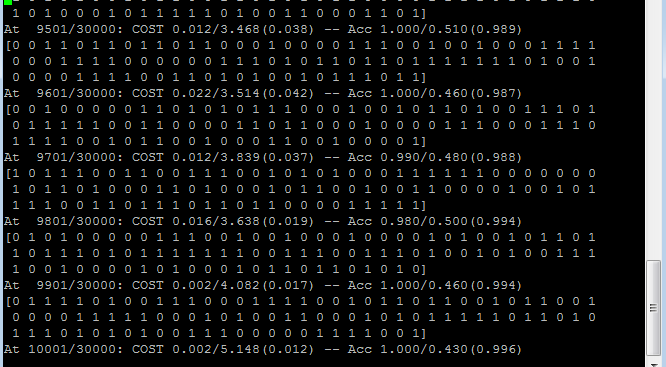 1 0 1 0 0 0 1 0 1 1 1 1 1 0 1 0 0 1 1 0 0 0 1 1 0 1]
At 9501/30000: COST 0.012/3.468(0.038) -- Acc 1.000/0.510(0.989)
[0 0 1 1 0 1 1 0 1 1 0 1 0 1 1 0 0 0 0 1 1 1 0 0 1 0 0 1 0 0 0 1 1 1 1
0 0 0 1 1 1 0 1 1 0 0 1 0 0 0 0 1 1 1 0 1 0 1 1 0 1 0 1 1 1 1 1 0 1 0 0 1
0 0 0 0 1 1 0 0 1 1 0 1 0 1 0 1 1 0 0 1 0 1 1 1 0 1 1]
At 9601/30000: COST 0.022/3.514(0.042) -- Acc 1.000/0.460(0.987)
[0 0 1 0 0 0 0 0 1 1 0 1 0 1 0 1 1 0 1 0 0 1 0 0 1 0 1 1 0 1 0 0 1 1 1 0 1
1 0 1 1 1 1 1 0 0 1 1 0 0 0 0 1 0 1 1 0 0 0 1 0 0 0 0 1 1 1 0 0 0 1 1 1 0
1 1 1 1 0 0 1 0 1 1 0 1 0 0 0 1 1 0 0 1 0 0 0 0 1]
At 9701/30000: COST 0.012/3.839(0.037) -- Acc 0.990/0.480(0.988)
[1 0 1 1 1 0 0 1 1 1 0 0 1 0 1 0 1 0 0 1 0 0 0 1 1 1 1 1 1 0 0 0 0 0 0 0
1 0 1 1 0 1 0 0 0 1 1 1 0 1 0 0 1 0 1 1 0 0 1 1 0 0 0 0 1 0 0 1 0 1
1 1 1 0 1 1 0 1 0 1 1 1 0 0 1 1 0 0 0 0 1 1 1 1 1]
At 9801/30000: COST 0.016/3.638(0.019) -- Acc 0.980/0.500(0.994)
[0 1 0 1 0 0 0 0 0 1 1 1 0 0 1 0 0 0 1 0 0 0 0 1 0 1 0 0 1 0 1 1 0 1
1 0 1 1 0 1 1 1 0 1 0 1 1 1 1 1 0 0 1 0 1 1 1 1 0 1 0 0 1 0 1 0 0 1 1 1
1 0 0 1 0 0 0 0 1 0 1 0 0 0 1 0 1 1 0 1 1 0 1 0 1 0]
At 9901/30000: COST 0.002/4.082(0.017) -- Acc 1.000/0.460(0.994)
[0 1 1 1 1 0 1 0 0 1 1 1 0 0 0 1 1 1 1 0 1 0 1 1 0 1 1 0 0 1 0 1 1 0 0 1
1 0 0 0 0 1 1 1 0 1 1 1 1 0 1 1 0 0 0 0 1 0 1 1 0 1 1 1 1 1 0 1 1 0 1 0
1 1 1 0 1 0 1 0 1 0 0 1 1 1 0 0 0 0 0 1 1 1 1 0 0 1]
At 10001/30000: COST 0.002/5.148(0.012) -- Acc 1.000/0.430(0.996)